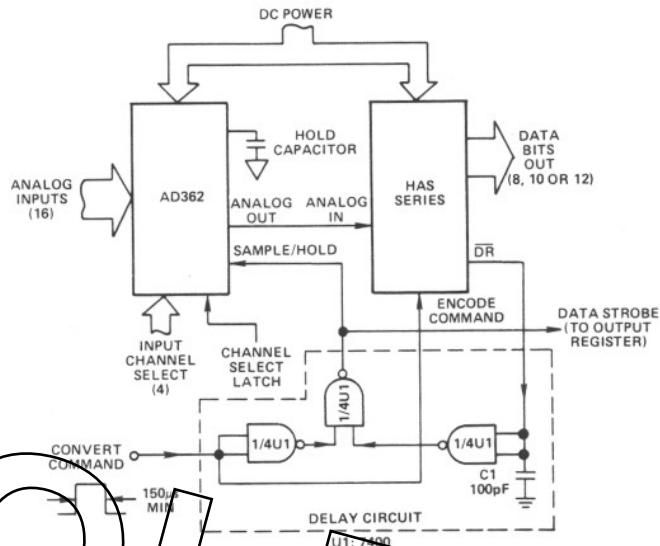 DC POWER
HOLD
CAPACITOR
DATA
BITS
OUT
(8, 10 OR 12)
HAS
SERIES
ANALOG
INPUTS
(16)
AD362
ANALOG
OUT
ANALOG
IN
SAMPLE/HOLD
DR
ENCODE
COMMAND
DATA STROBE
(TO OUTPUT
REGISTER)
INPUT
CHANNEL
SELECT
(4)
CHANNEL
SELECT
LATCH
1/4U1
CONVERT
COMMAND
1/4U1
1/4U1
C1
100pF
MIN
DELAY CIRCUIT
U1: 7400